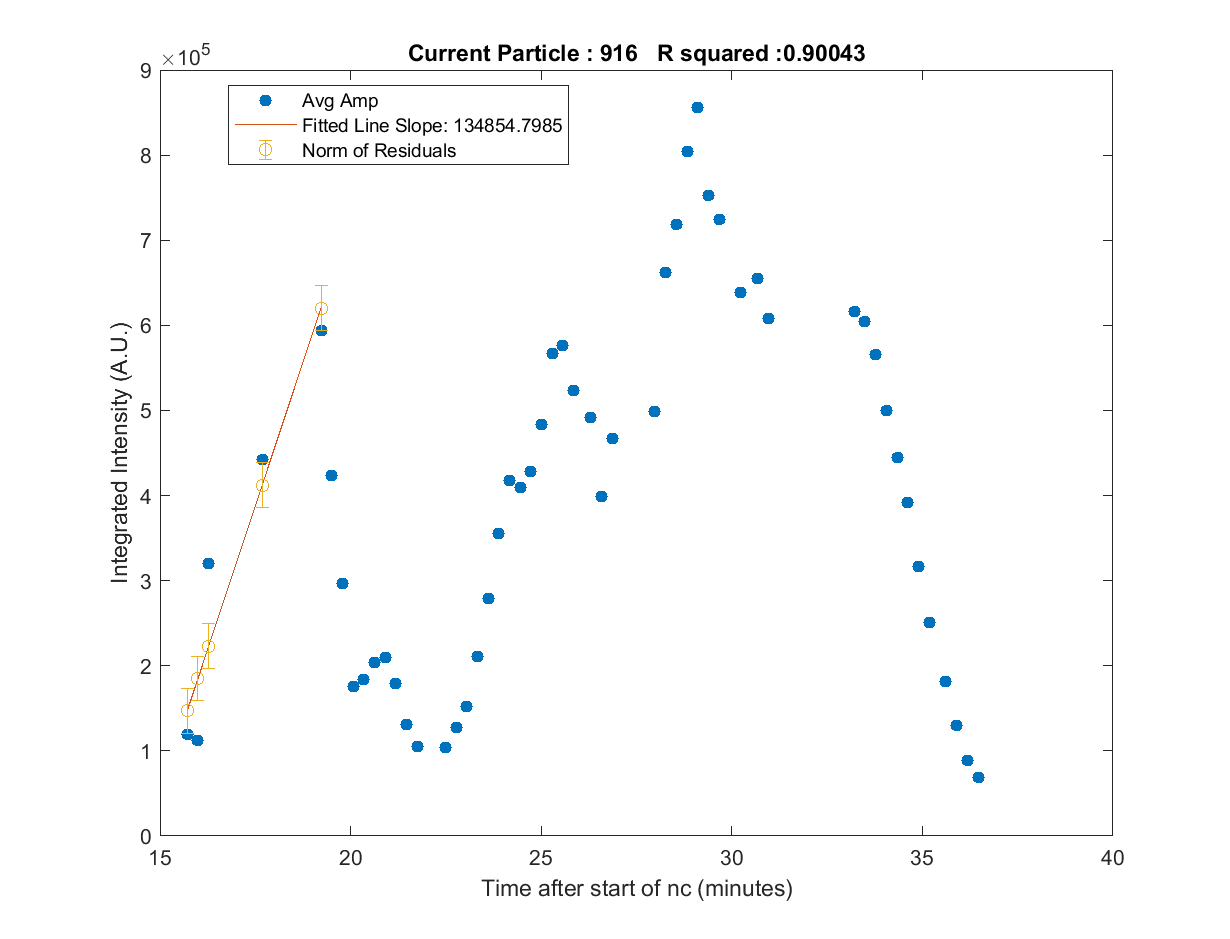 Current Particle : 916 R squared :0.90043
×10^5
Avg Amp
Fitted Line Slope: 134854.7985
Norm of Residuals
9
8
7
6
5
4
3
2
1
0
Integrated Intensity (A.U.)
15 20 25 30 35 40
Time after start of nc (minutes)